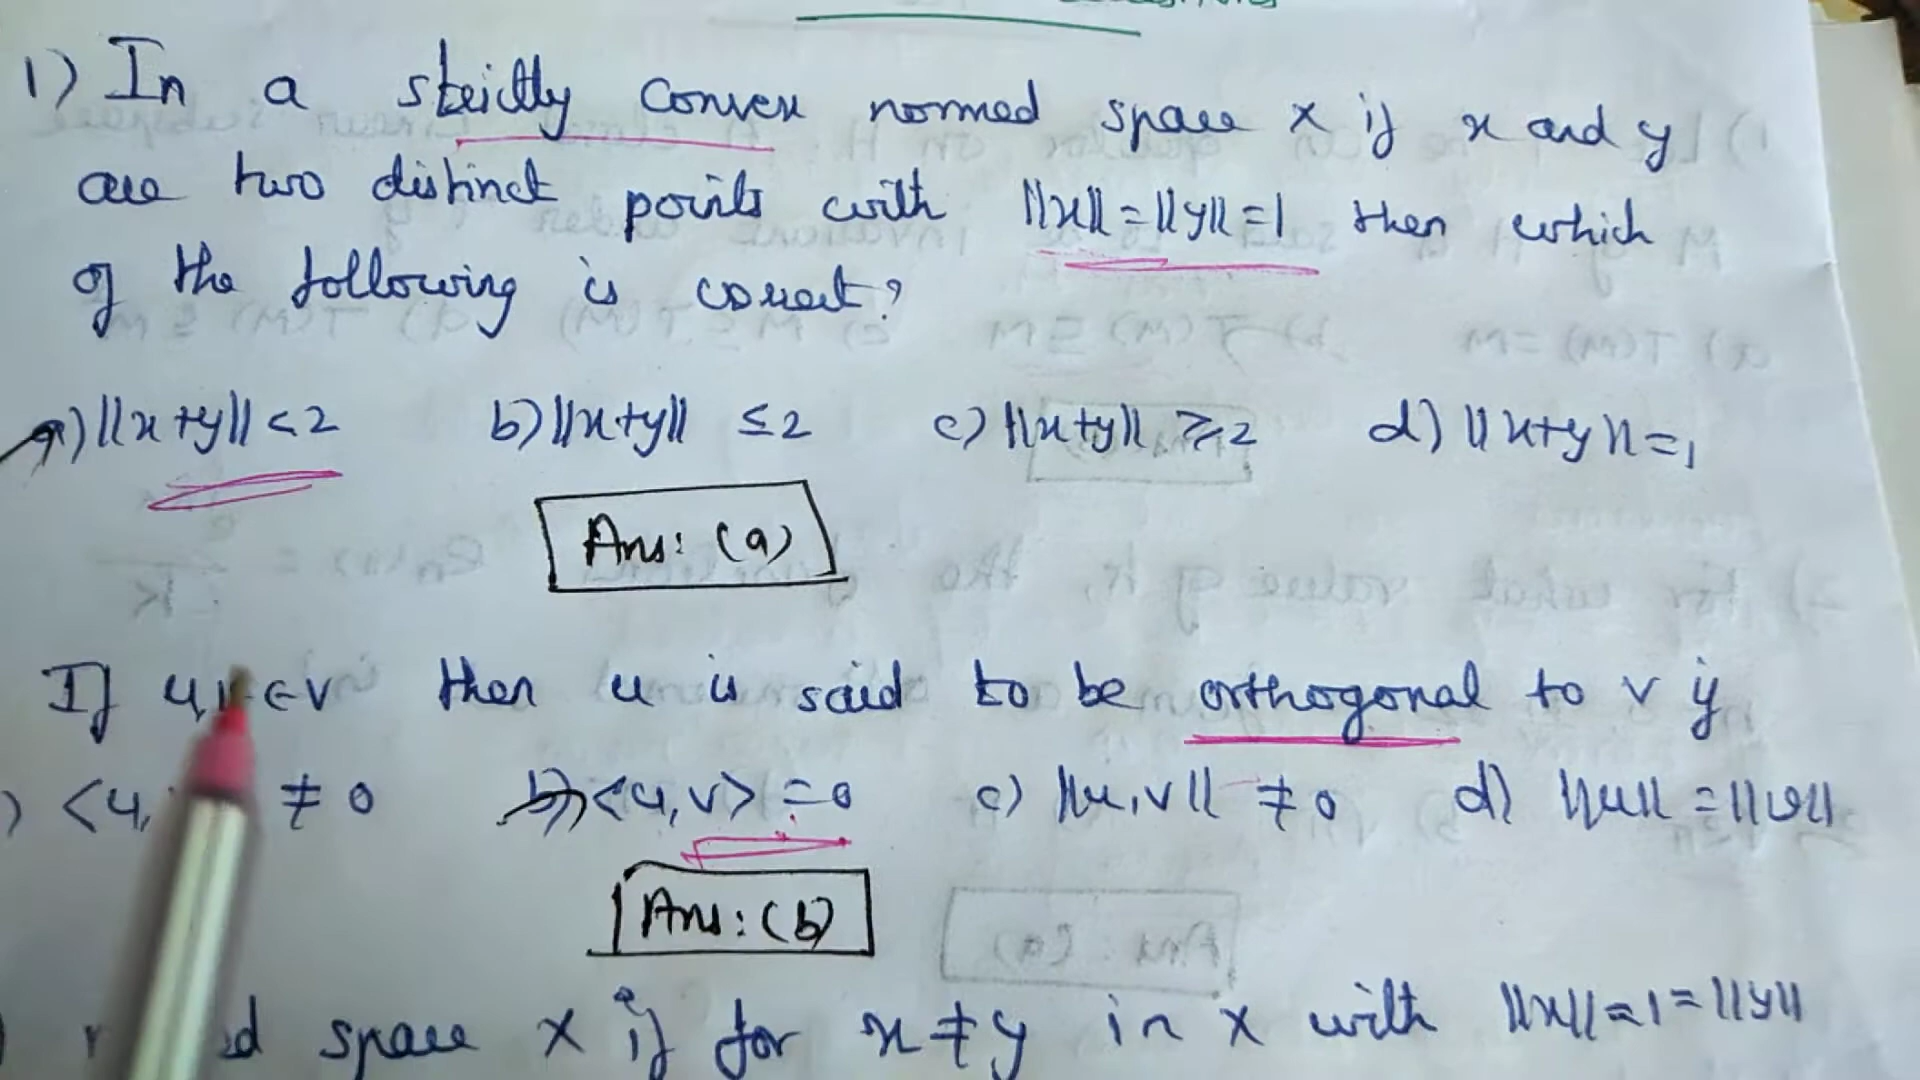 1) In a strictly convex normed space X if x and y
are two distinct points with ||x||=||y||=1 then which
of the following is correct?
a) ||x+y||<2 b) ||x+y|| ≤2 c) ||x+y|| ≥2 d) ||x+y||=1
Ans: (a)
If u,v∈V then u is said to be orthogonal to v if
) <u, ≠ 0 b) <u,v> =0 c) ||u,v|| ≠0 d) ||u|| =||v||
Ans: (b)
space X if for x≠y in X with ||x||=1=||y||